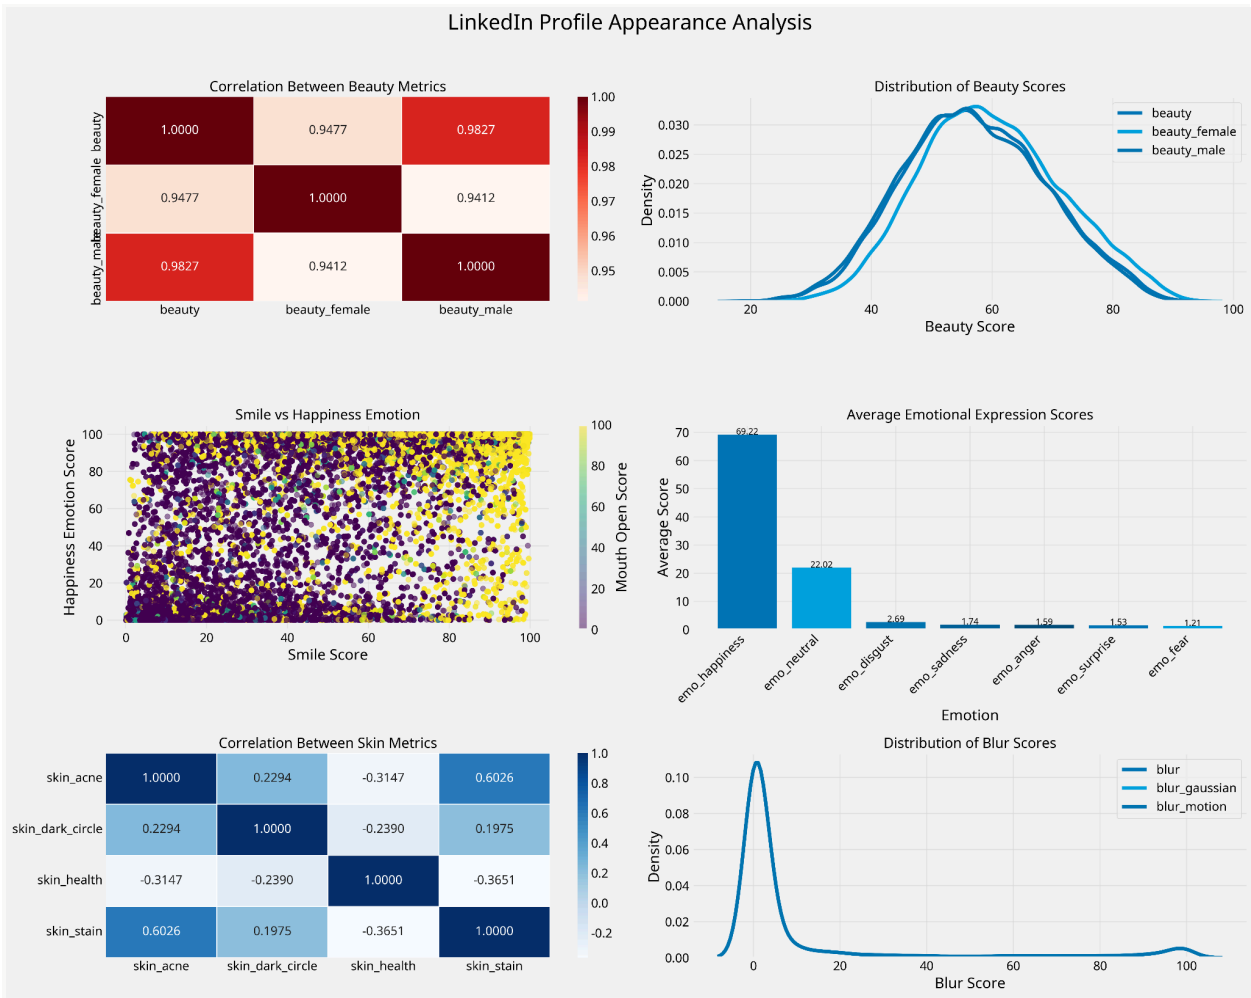 LinkedIn Profile Appearance Analysis
Correlation Between Beauty Metrics
beauty
beauty_female
beauty_male
1.0000 0.9477 0.9827
0.9477 1.0000 0.9412
0.9827 0.9412 1.0000
beauty beauty_female beauty_male
1.00
0.99
0.98
0.97
0.96
0.95
Distribution of Beauty Scores
Density
0.030
0.025
0.020
0.015
0.010
0.005
0.000
beauty
beauty_female
beauty_male
20 40 60 80 100
Beauty Score
Smile vs Happiness Emotion
Happiness Emotion Score
100
80
60
40
20
0
0 20 40 60 80 100
Smile Score
100
80
60
40
20
0
Mouth Open Score
Average Emotional Expression Scores
Average Score
70
60
50
40
30
20
10
0
69.22
22.02
2.69
1.74
1.59
1.53
1.21
emo_happiness
emo_neutral
emo_disgust
emo_sadness
emo_anger
emo_surprise
emo_fear
Emotion
Correlation Between Skin Metrics
skin_acne 1.0000 0.2294 -0.3147 0.6026
skin_dark_circle 0.2294 1.0000 -0.2390 0.1975
skin_health -0.3147 -0.2390 1.0000 -0.3651
skin_stain 0.6026 0.1975 -0.3651 1.0000
skin_acne skin_dark_circle skin_health skin_stain
1.0
0.8
0.6
0.4
0.2
0.0
-0.2
Distribution of Blur Scores
Density
0.10
0.08
0.06
0.04
0.02
0.00
blur
blur_gaussian
blur_motion
0 20 40 60 80 100
Blur Score